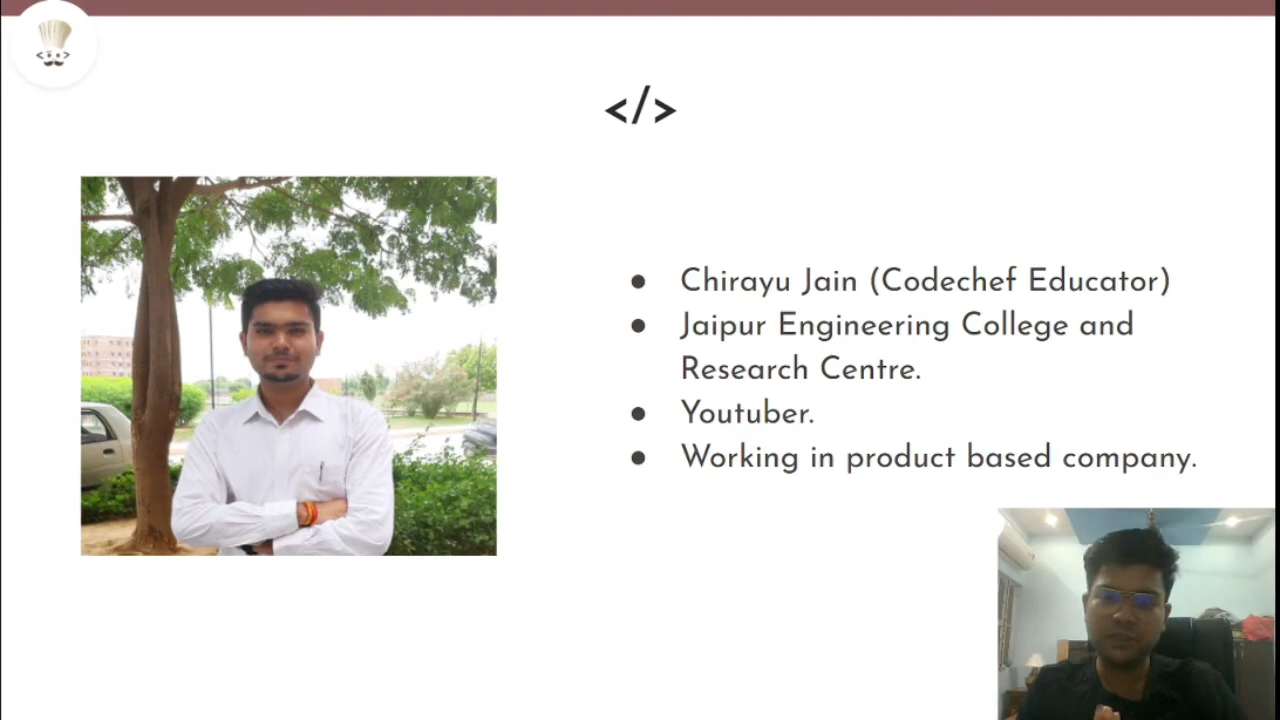 </>
Chirayu Jain (Codechef Educator)
Jaipur Engineering College and
Research Centre.
Youtuber.
Working in product based company.